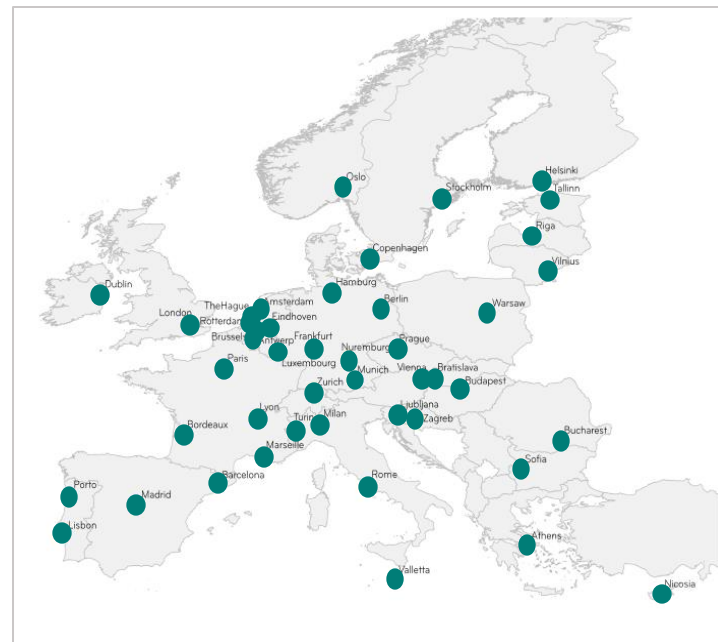 Helsinki
Oslo
Stockholm
Tallinn
Riga
Copenhagen
Vilnius
Dublin
Hamburg
Amsterdam
Berlin
TheHague
Warsaw
London
Rotterdam
Eindhoven
Brussels
Antwerp
Frankfurt
Prague
Nuremburg
Paris
Luxembourg
Munich
Vienna
Bratislava
Budapest
Zurich
Lyon
Turin
Milan
Ljubljana
Zagreb
Bordeaux
Bucharest
Marseille
Sofia
Barcelona
Rome
Porto
Madrid
Lisbon
Athens
Valletta
Nicosia